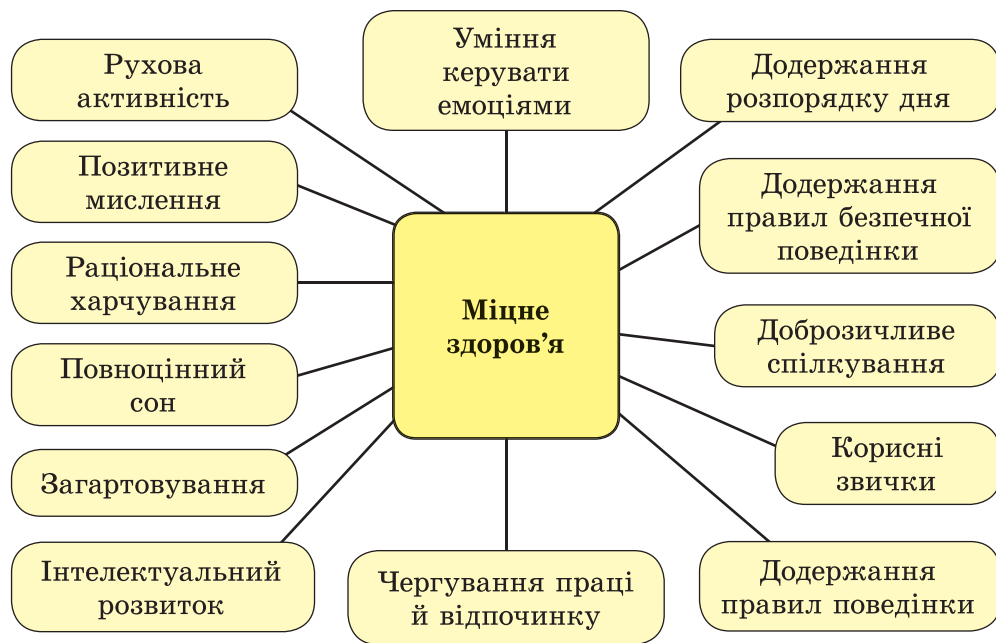 Рухова
активність
Уміння
керувати
емоціями
Додержання
розпорядку дня
Позитивне
мислення
Додержання
правил безпечної
поведінки
Раціональне
харчування
Міцне
здоров’я
Доброзичливе
спілкування
Повноцінний
сон
Корисні
звички
Загартовування
Інтелектуальний
розвиток
Чергування праці
й відпочинку
Додержання
правил поведінки